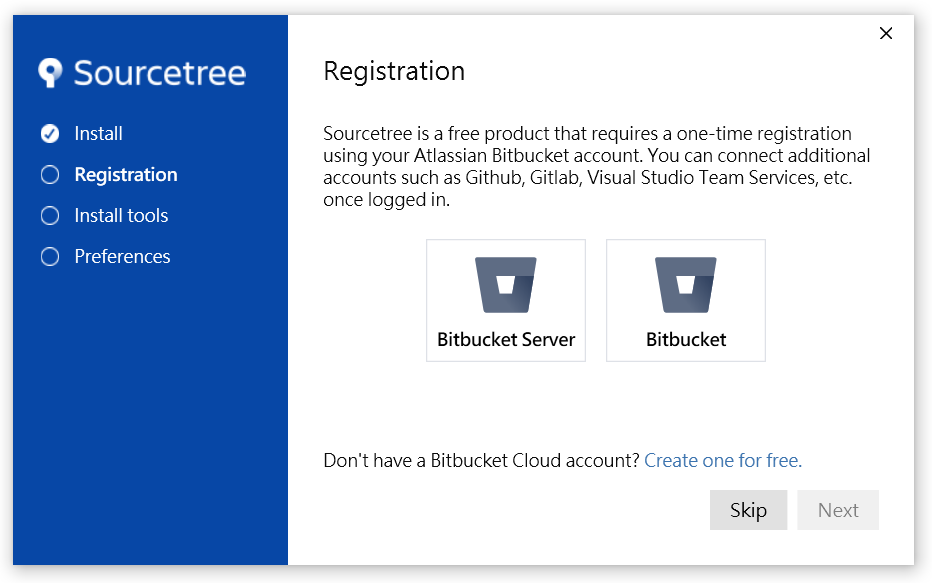 Sourcetree
Install
Registration
Install tools
Preferences
Registration
Sourcetree is a free product that requires a one-time registration
using your Atlassian Bitbucket account. You can connect additional
accounts such as Github, Gitlab, Visual Studio Team Services, etc.
once logged in.
Bitbucket Server
Bitbucket
Don't have a Bitbucket Cloud account? Create one for free.
Skip
Next